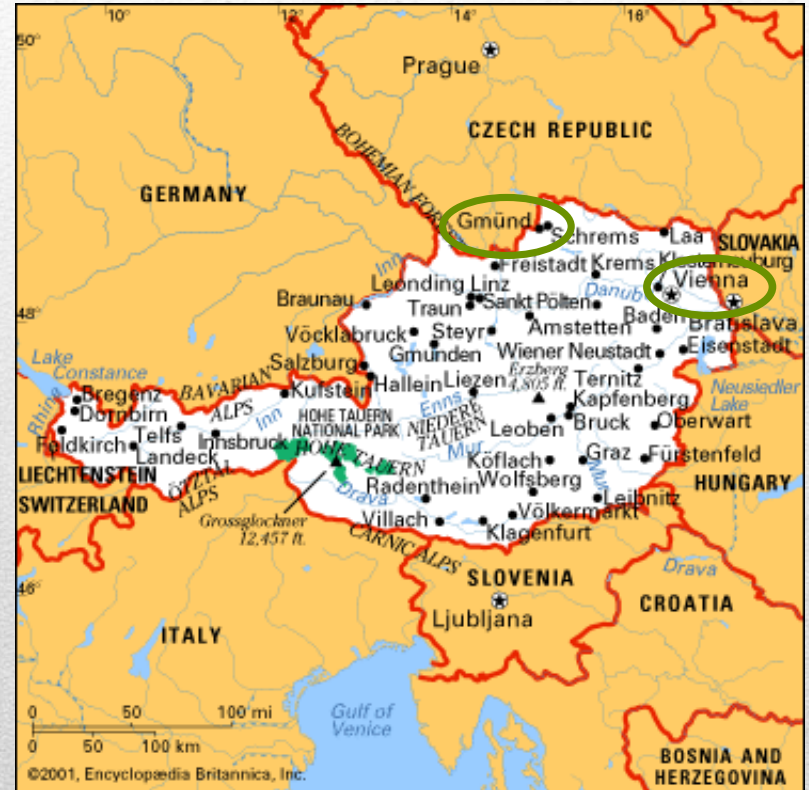 10°
12°
14°
16°
50°
Prague
CZECH REPUBLIC
BOHEMIAN FOREST
GERMANY
Gmünd
Schrems
Laa
SLOVAKIA
Inn
Freistadt
Krems
Klosterneuburg
Vienna
Leonding
Linz
Danube
Braunau
Traun
Sankt Pölten
Baden
Bratislava
48°
Vöcklabruck
Steyr
Amstetten
Eisenstadt
Gmunden
Wiener Neustadt
Lake
Constance
Salzburg
Erzberg
4,805 ft.
Ternitz
Neusiedler
Lake
BAVARIAN
ALPS
Kufstein
Hallein
Liezen
Kapfenberg
Rhine
Bregenz
Dornbirn
Inn
HOHE TAUERN
NATIONAL PARK
Enns
NIEDERE
TAUERN
Leoben
Bruck
Oberwart
Feldkirch
Telfs
Innsbruck
Landeck
HOHE TAUERN
Mur
Köflach
Graz
Fürstenfeld
LIECHTENSTEIN
ÖTZTAL
ALPS
Radenthein
Wolfsberg
Mur
HUNGARY
SWITZERLAND
Drava
Leibnitz
Grossglockner
12,457 ft.
Villach
Völkermarkt
Klagenfurt
CARNIC ALPS
46°
SLOVENIA
Drava
Ljubljana
CROATIA
ITALY
0 50 100 mi
0 50 100 km
Gulf of
Venice
BOSNIA AND
HERZEGOVINA
©2001, Encyclopædia Britannica, Inc.